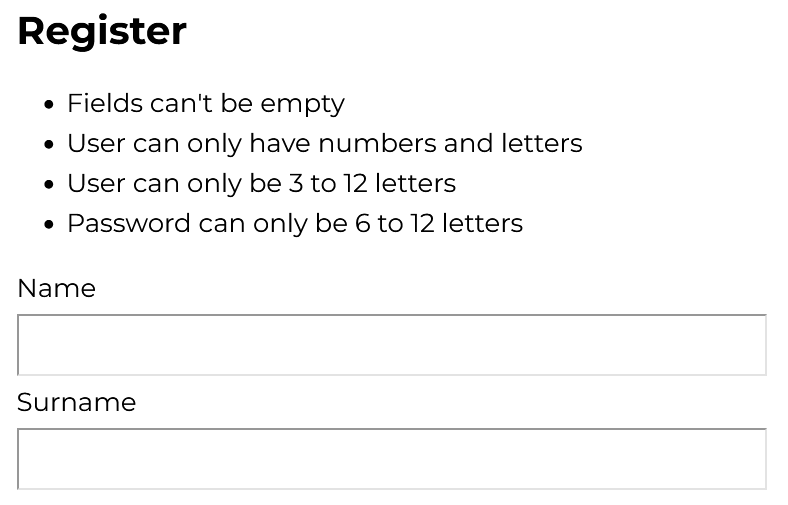 Register
Fields can't be empty
User can only have numbers and letters
User can only be 3 to 12 letters
Password can only be 6 to 12 letters
Name
Surname